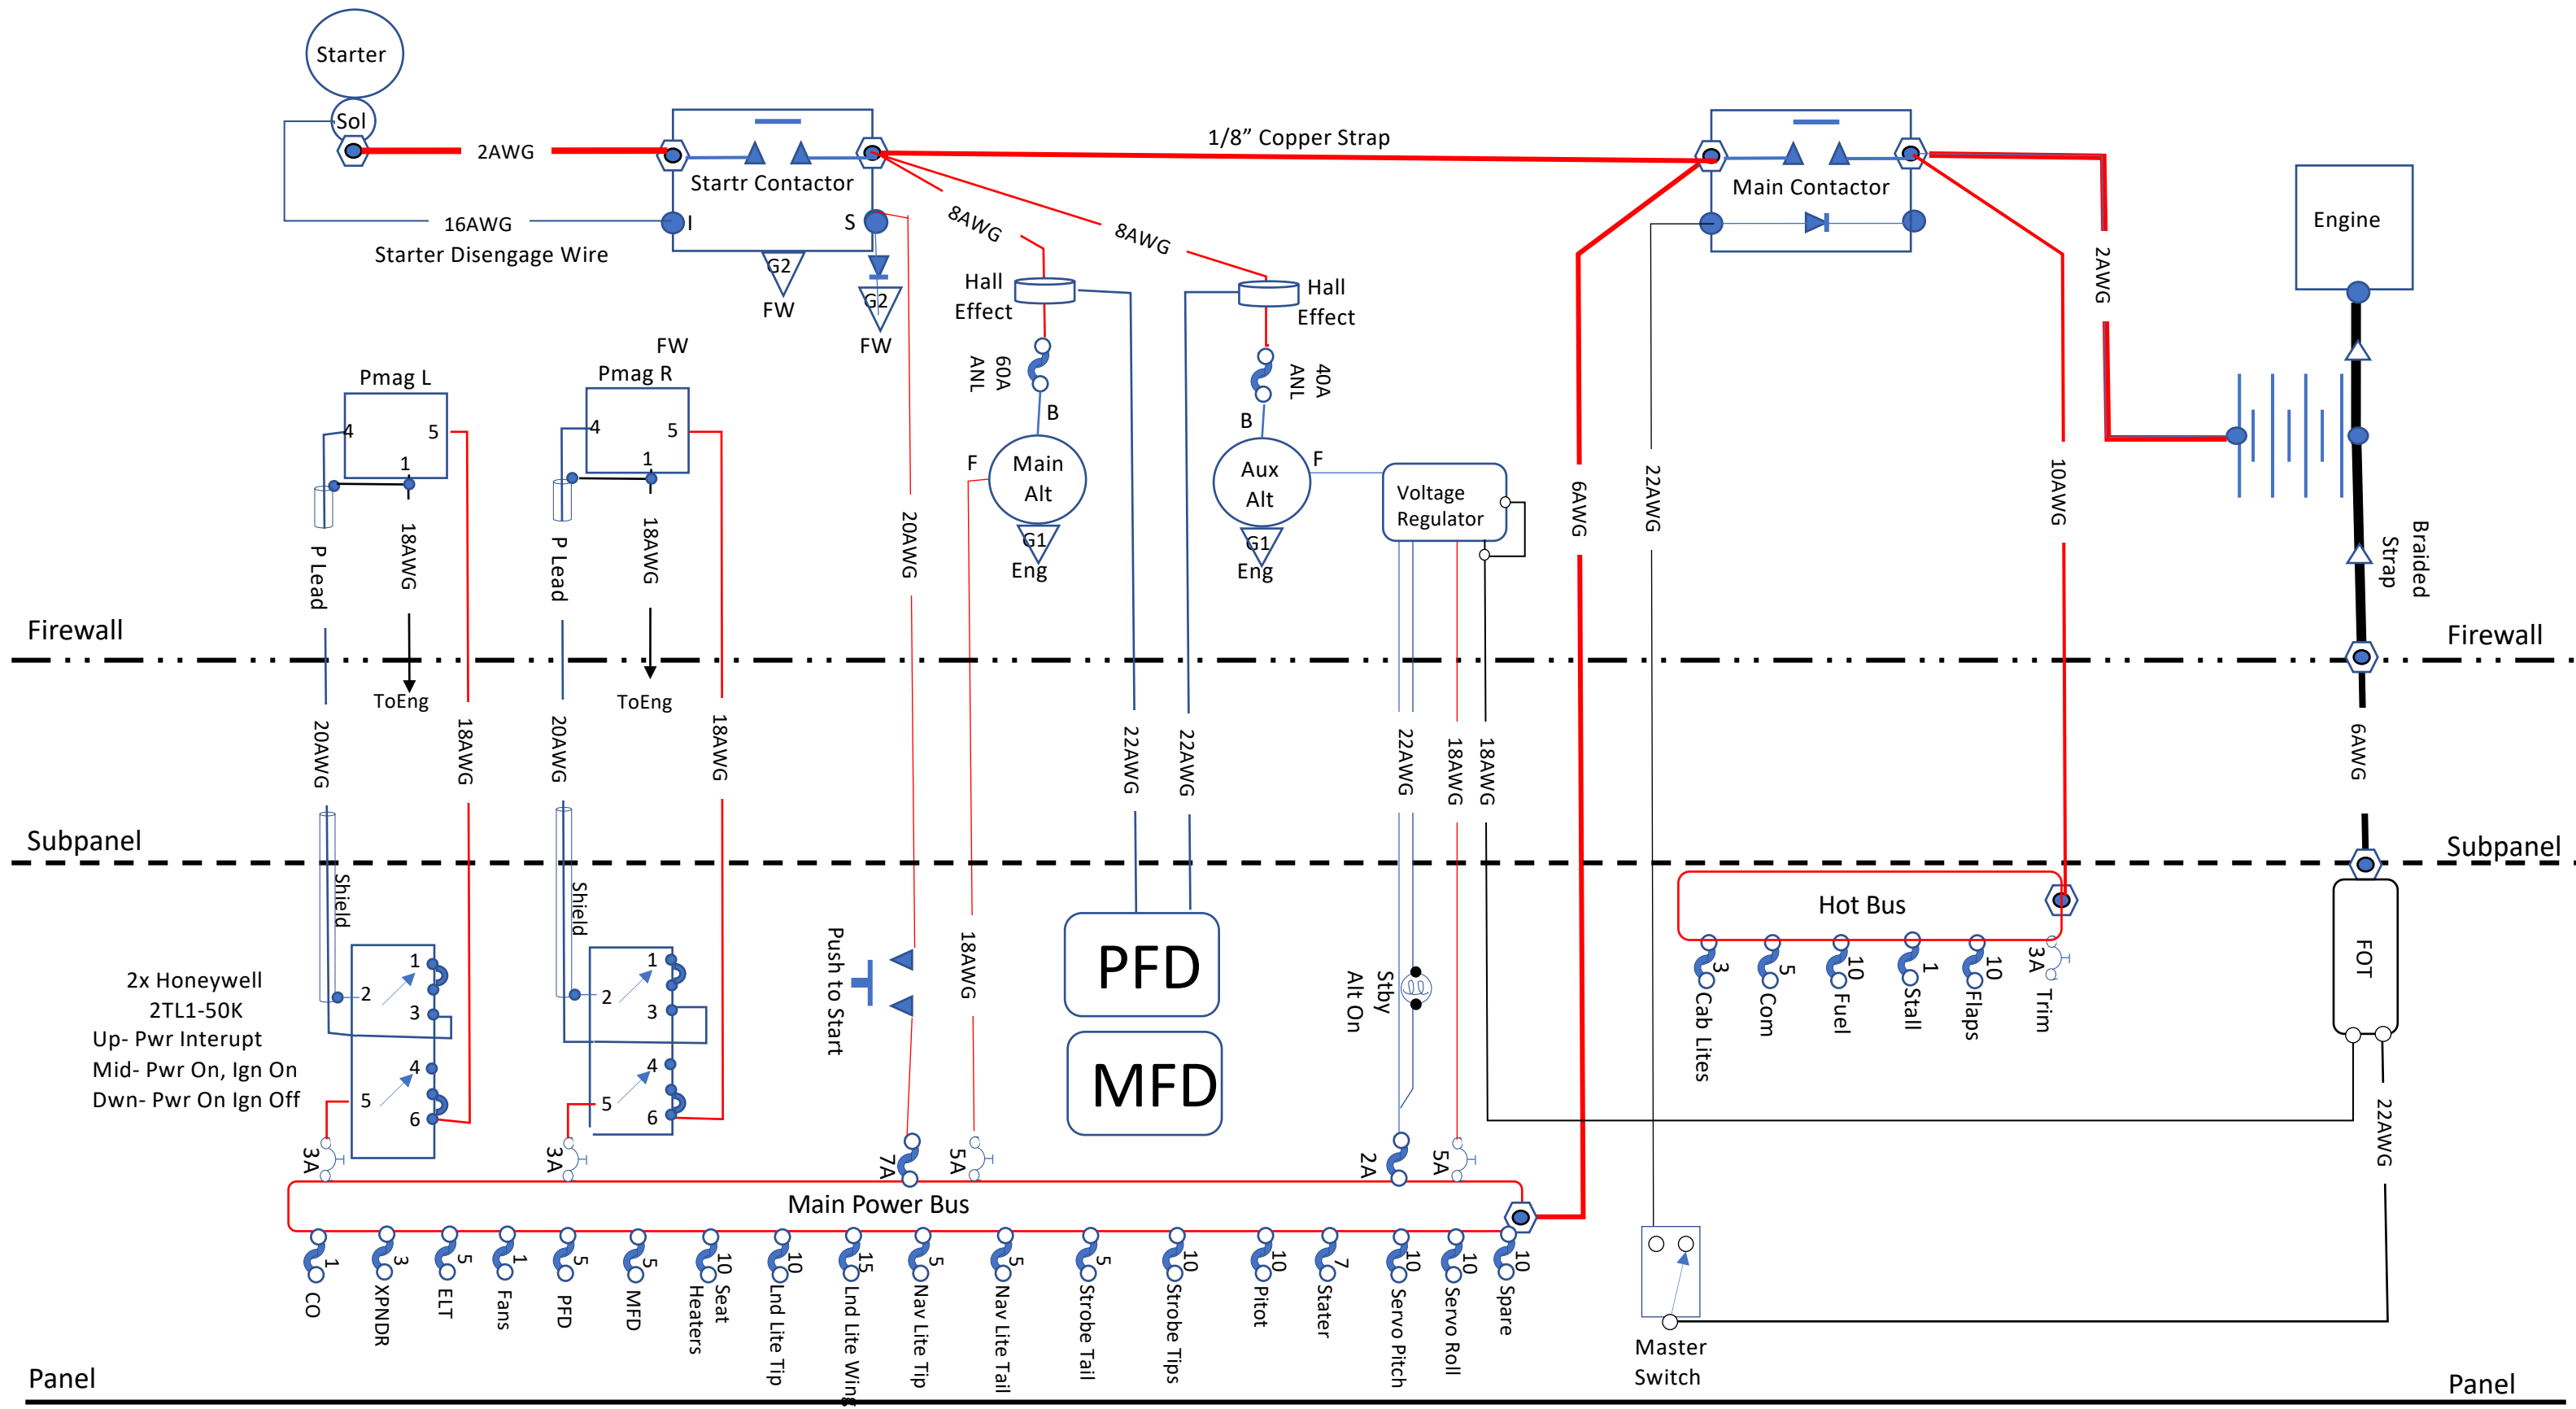 Starter
Sol
2AWG
16AWG
Starter Disengage Wire
Startr Contactor
I
S
G2
FW
G2
FW
1/8” Copper Strap
8AWG
8AWG
Main Contactor
Engine
2AWG
Hall
Effect
Hall
Effect
60A
ANL
40A
ANL
B
B
F
Main
Alt
G1
Eng
Aux
Alt
F
G1
Eng
Voltage
Regulator
6AWG
22AWG
10AWG
Braided
Strap
Pmag L
4
5
1
FW
Pmag R
4
5
1
P Lead
18AWG
P Lead
18AWG
20AWG
Firewall
Firewall
ToEng
ToEng
20AWG
18AWG
20AWG
18AWG
22AWG
22AWG
22AWG
18AWG
18AWG
6AWG
Subpanel
Subpanel
Shield
Shield
2x Honeywell
2TL1-50K
Up- Pwr Interupt
Mid- Pwr On, Ign On
Dwn- Pwr On Ign Off
1
2
3
4
5
6
1
2
3
4
5
6
Push to Start
18AWG
PFD
MFD
Stby
Alt On
Hot Bus
3
Cab Lites
5
Com
10
Fuel
1
Stall
10
Flaps
3A
Trim
FOT
22AWG
3A
3A
7A
5A
2A
5A
Main Power Bus
1
CO
3
XPNDR
5
ELT
1
Fans
5
PFD
5
MFD
10
Seat
Heaters
10
Lnd Lite Tip
15
Lnd Lite Wing
5
Nav Lite Tip
5
Nav Lite Tail
5
Strobe Tail
10
Strobe Tips
10
Pitot
7
Stater
10
Servo Pitch
10
Servo Roll
10
Spare
Master
Switch
Panel
Panel